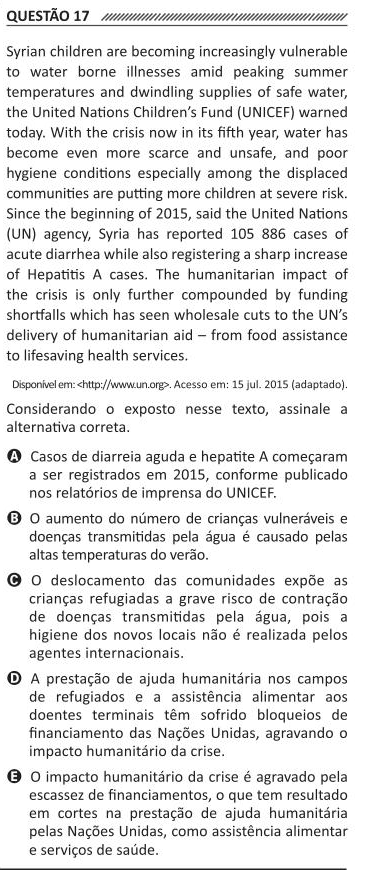 QUESTÃO 17
Syrian children are becoming increasingly vulnerable
to water borne illnesses amid peaking summer
temperatures and dwindling supplies of safe water,
the United Nations Children's Fund (UNICEF) warned
today. With the crisis now in its fifth year, water has
become even more scarce and unsafe, and poor
hygiene conditions especially among the displaced
communities are putting more children at severe risk.
Since the beginning of 2015, said the United Nations
(UN) agency, Syria has reported 105 886 cases of
acute diarrhea while also registering a sharp increase
of Hepatitis A cases. The humanitarian impact of
the crisis is only further compounded by funding
shortfalls which has seen wholesale cuts to the UN's
delivery of humanitarian aid – from food assistance
to lifesaving health services.
Disponível em: <http://www.un.org>. Acesso em: 15 jul. 2015 (adaptado).
Considerando o exposto nesse texto, assinale a
alternativa correta.
A Casos de diarreia aguda e hepatite A começaram
a ser registrados em 2015, conforme publicado
nos relatórios de imprensa do UNICEF.
B O aumento do número de crianças vulneráveis e
doenças transmitidas pela água é causado pelas
altas temperaturas do verão.
C O deslocamento das comunidades expõe as
crianças refugiadas a grave risco de contração
de doenças transmitidas pela água, pois a
higiene dos novos locais não é realizada pelos
agentes internacionais.
D A prestação de ajuda humanitária nos campos
de refugiados e a assistência alimentar aos
doentes terminais têm sofrido bloqueios de
financiamento das Nações Unidas, agravando o
impacto humanitário da crise.
E O impacto humanitário da crise é agravado pela
escassez de financiamentos, o que tem resultado
em cortes na prestação de ajuda humanitária
pelas Nações Unidas, como assistência alimentar
e serviços de saúde.